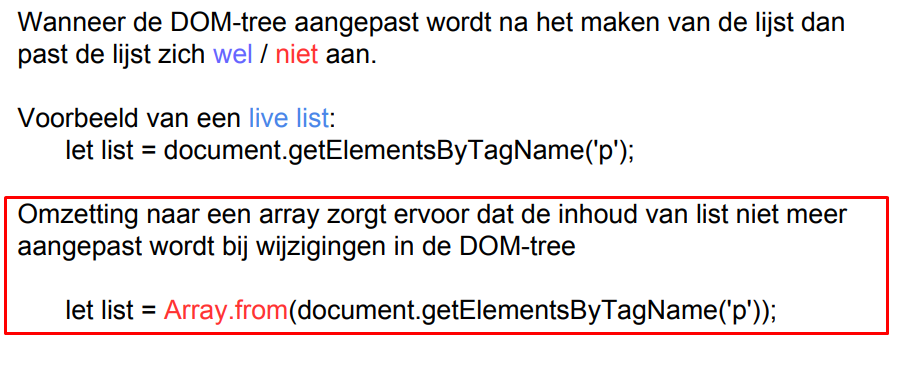 Wanneer de DOM-tree aangepast wordt na het maken van de lijst dan
past de lijst zich wel / niet aan.
Voorbeeld van een live list:
let list = document.getElementsByTagName('p');
Omzetting naar een array zorgt ervoor dat de inhoud van list niet meer
aangepast wordt bij wijzigingen in de DOM-tree
let list = Array.from(document.getElementsByTagName('p'));